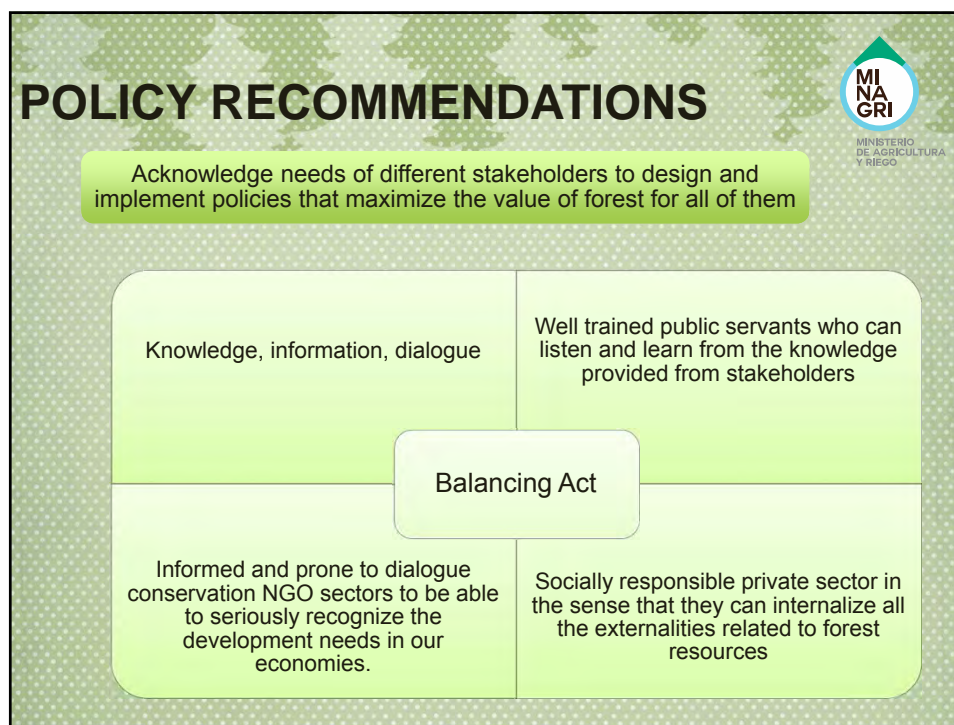 POLICY RECOMMENDATIONS
MI
NA
GRI
MINISTERIO
DE AGRICULTURA
Y RIEGO
Acknowledge needs of different stakeholders to design and
implement policies that maximize the value of forest for all of them
Knowledge, information, dialogue
Well trained public servants who can
listen and learn from the knowledge
provided from stakeholders
Balancing Act
Informed and prone to dialogue
conservation NGO sectors to be able
to seriously recognize the
development needs in our
economies.
Socially responsible private sector in
the sense that they can internalize all
the externalities related to forest
resources